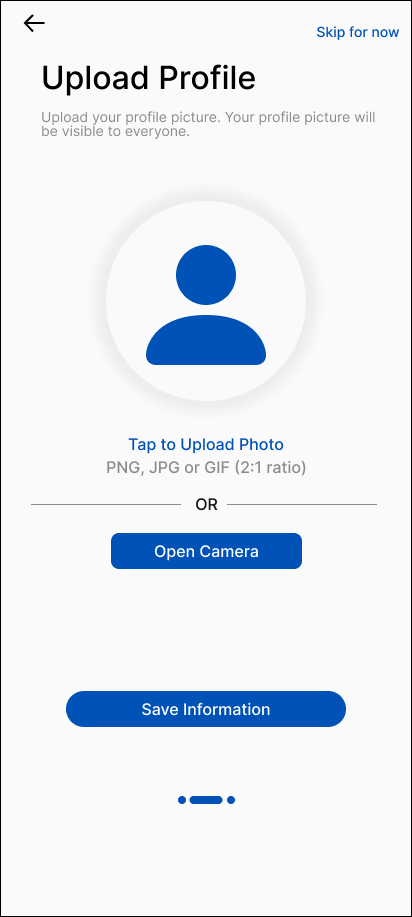 Skip for now
Upload Profile
Upload your profile picture. Your profile picture will
be visible to everyone.
Tap to Upload Photo
PNG, JPG or GIF (2:1 ratio)
OR
Open Camera
Save Information